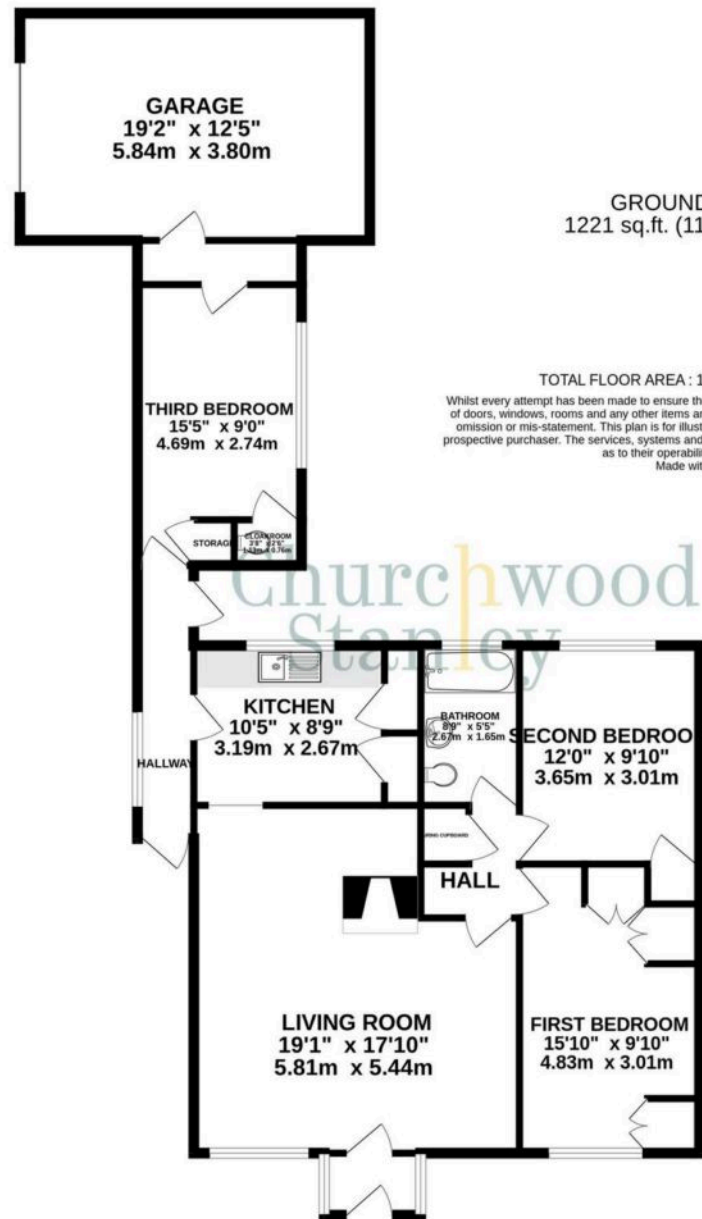 GARAGE
19'2" x 12'5"
5.84m x 3.80m
GROUND
1221 sq.ft. (11
TOTAL FLOOR AREA : 1
Whilst every attempt has been made to ensure th
of doors, windows, rooms and any other items ar
omission or mis-statement. This plan is for illust
prospective purchaser. The services, systems and
as to their operabili
Made wit
THIRD BEDROOM
15'5" x 9'0"
4.69m x 2.74m
STORAGE
CLOAKROOM
Churchwood
Stanley
KITCHEN
10'5" x 8'9"
3.19m x 2.67m
BATHROOM
8'9" x 5'5"
2.67m x 1.65m
SECOND BEDROO
12'0" x 9'10"
3.65m x 3.01m
HALLWAY
CUPBOARD
HALL
LIVING ROOM
19'1" x 17'10"
5.81m x 5.44m
FIRST BEDROOM
15'10" x 9'10"
4.83m x 3.01m